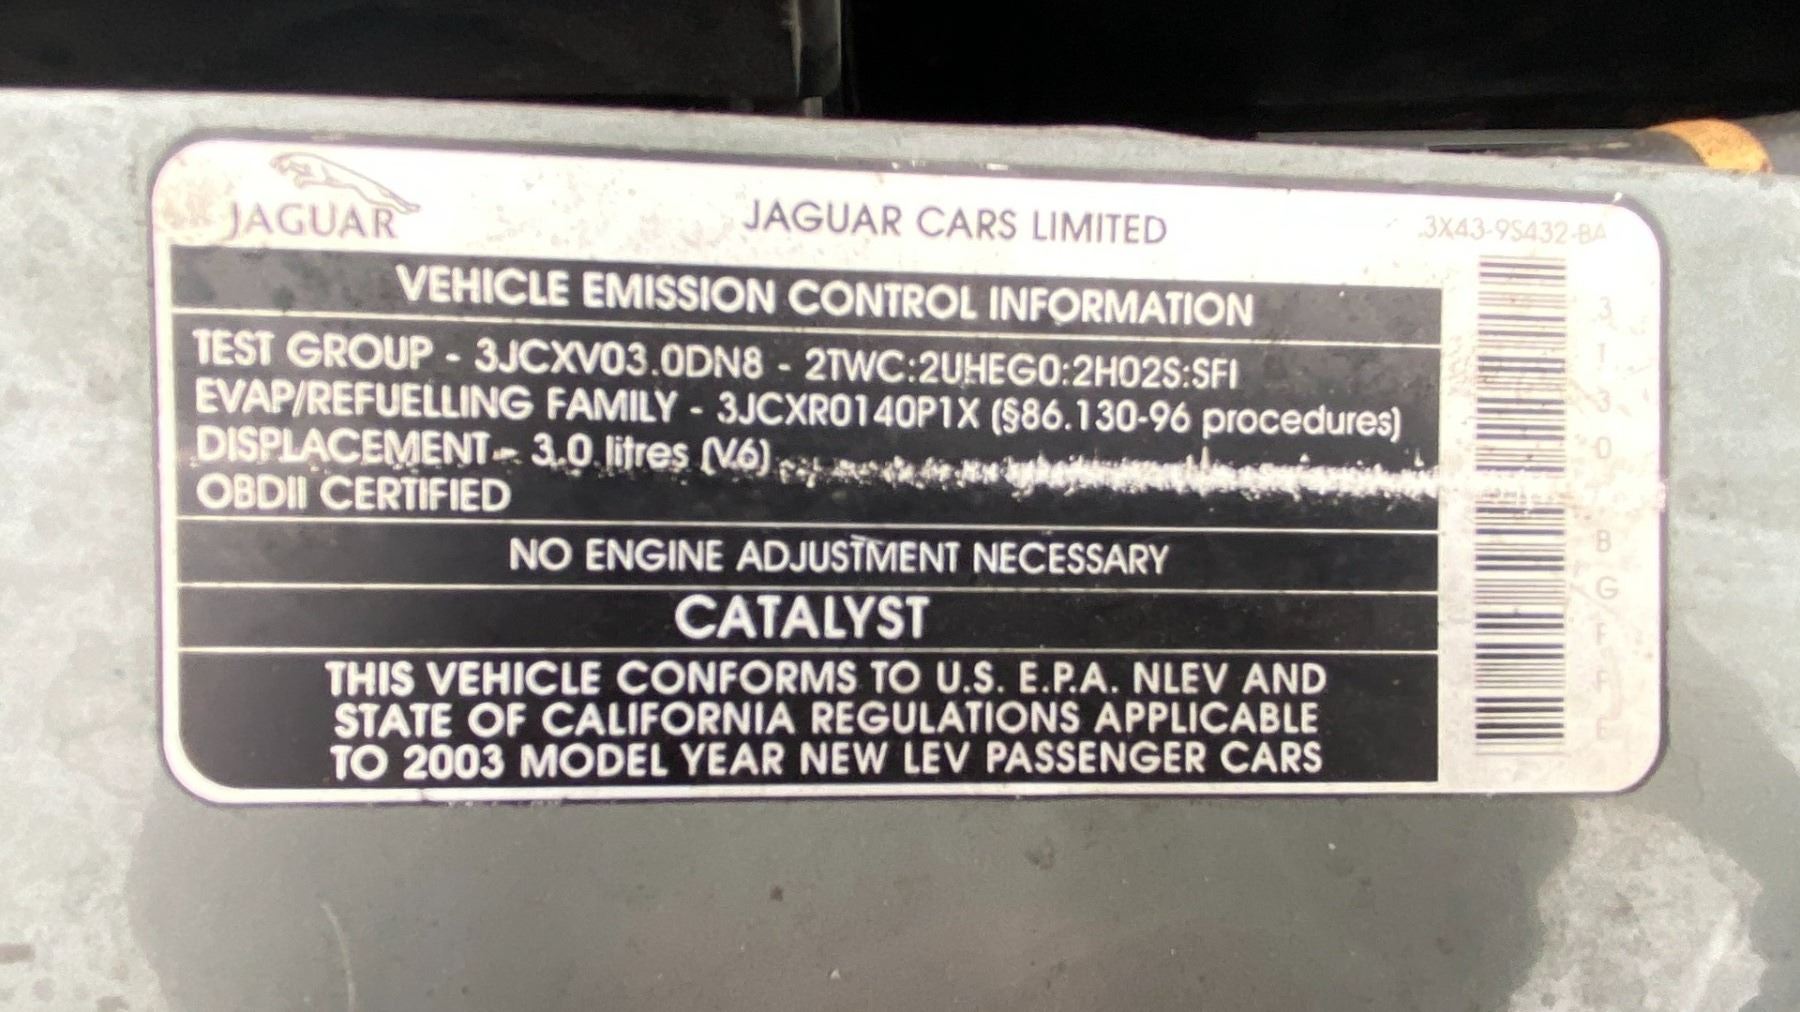 JAGUAR
JAGUAR CARS LIMITED
3X43-9S432-BA
VEHICLE EMISSION CONTROL INFORMATION
TEST GROUP - 3JCXV03.0DN8 - 2TWC:2UHEGO:2HO2S:SFI
EVAP/REFUELLING FAMILY - 3JCXR0140P1X (§86.130-96 procedures)
DISPLACEMENT - 3.0 litres (V6)
OBDII CERTIFIED
NO ENGINE ADJUSTMENT NECESSARY
CATALYST
THIS VEHICLE CONFORMS TO U.S. E.P.A. NLEV AND
STATE OF CALIFORNIA REGULATIONS APPLICABLE
TO 2003 MODEL YEAR NEW LEV PASSENGER CARS